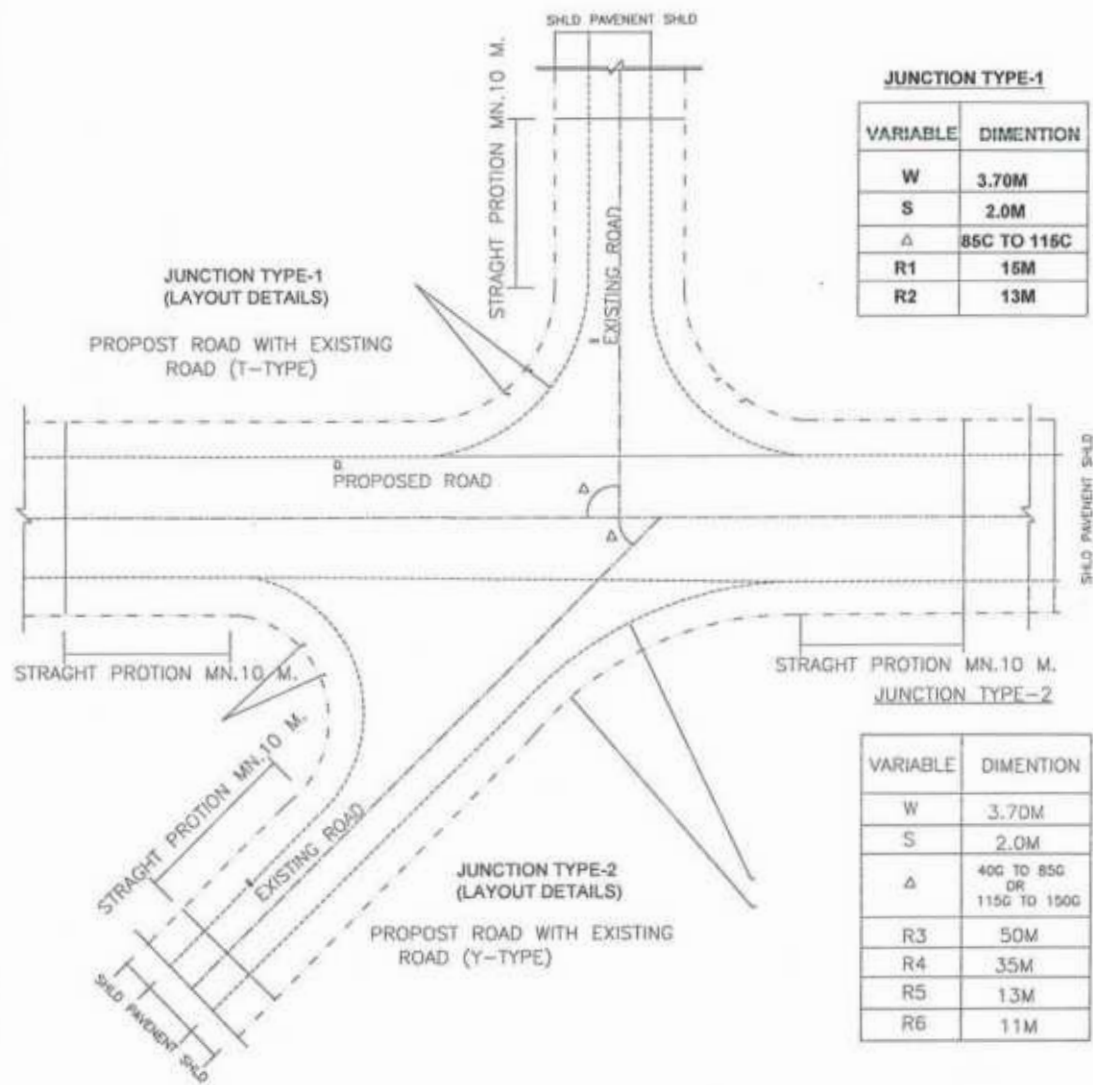 SHLD PAVENENT SHLD
STRAGHT PROTION MN.10 M.
EXISTING ROAD
JUNCTION TYPE-1
VARIABLE DIMENTION
W 3.70M
S 2.0M
Δ 85C TO 115C
R1 15M
R2 13M
JUNCTION TYPE-1
(LAYOUT DETAILS)
PROPOST ROAD WITH EXISTING
ROAD (T-TYPE)
PROPOSED ROAD
Δ
Δ
SHLD PAVENENT SHLD
STRAGHT PROTION MN.10 M.
STRAGHT PROTION MN.10 M.
STRAGHT PROTION MN.10 M.
EXISTING ROAD
SHLD PAVENENT SHLD
JUNCTION TYPE-2
(LAYOUT DETAILS)
PROPOST ROAD WITH EXISTING
ROAD (Y-TYPE)
JUNCTION TYPE-2
VARIABLE DIMENTION
W 3.70M
S 2.0M
Δ 40G TO 85G
OR
115G TO 150G
R3 50M
R4 35M
R5 13M
R6 11M